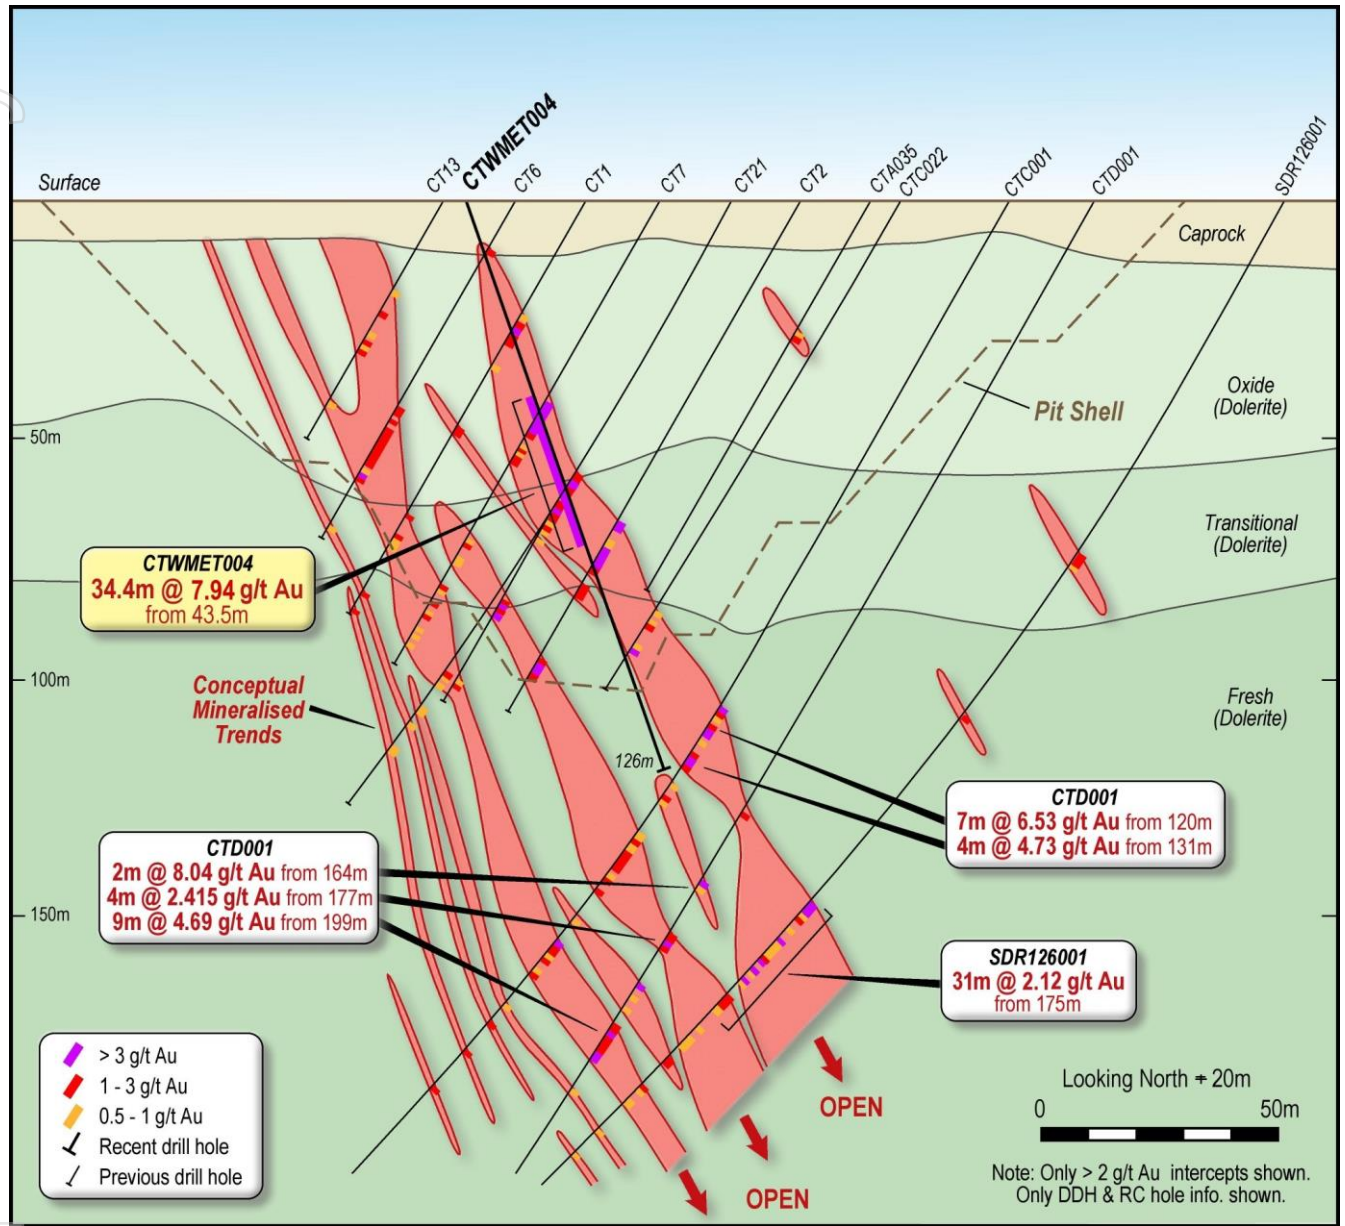 CT13
CTWMET004
CT6
CT1
CT7
CT21
CT2
CTA035
CTC022
CTC001
CTD001
SDR126001
Surface
Caprock
Oxide
(Dolerite)
Pit Shell
50m
Transitional
(Dolerite)
CTWMET004
34.4m @ 7.94 g/t Au
from 43.5m
100m
Conceptual
Mineralised
Trends
Fresh
(Dolerite)
126m
CTD001
7m @ 6.53 g/t Au from 120m
4m @ 4.73 g/t Au from 131m
CTD001
2m @ 8.04 g/t Au from 164m
4m @ 2.415 g/t Au from 177m
9m @ 4.69 g/t Au from 199m
150m
SDR126001
31m @ 2.12 g/t Au
from 175m
> 3 g/t Au
1 - 3 g/t Au
0.5 - 1 g/t Au
Recent drill hole
Previous drill hole
OPEN
OPEN
Looking North + 20m
0 50m
Note: Only > 2 g/t Au intercepts shown.
Only DDH & RC hole info. shown.